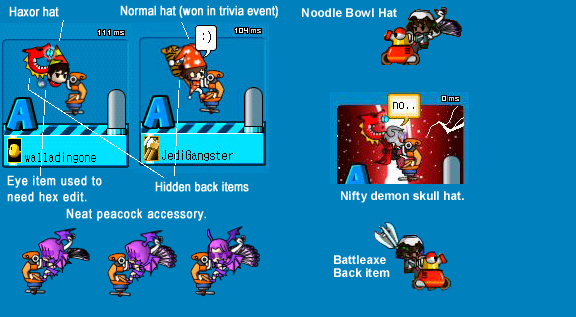 Haxor hat
Normal hat (won in trivia event)
Noodle Bowl Hat
111 ms
104 ms
:)
A
A
walladingone
JediGangster
0 ms
no..
A
Eye item used to
need hex edit.
Hidden back items
Nifty demon skull hat.
Neat peacock accessory.
Battleaxe
Back item